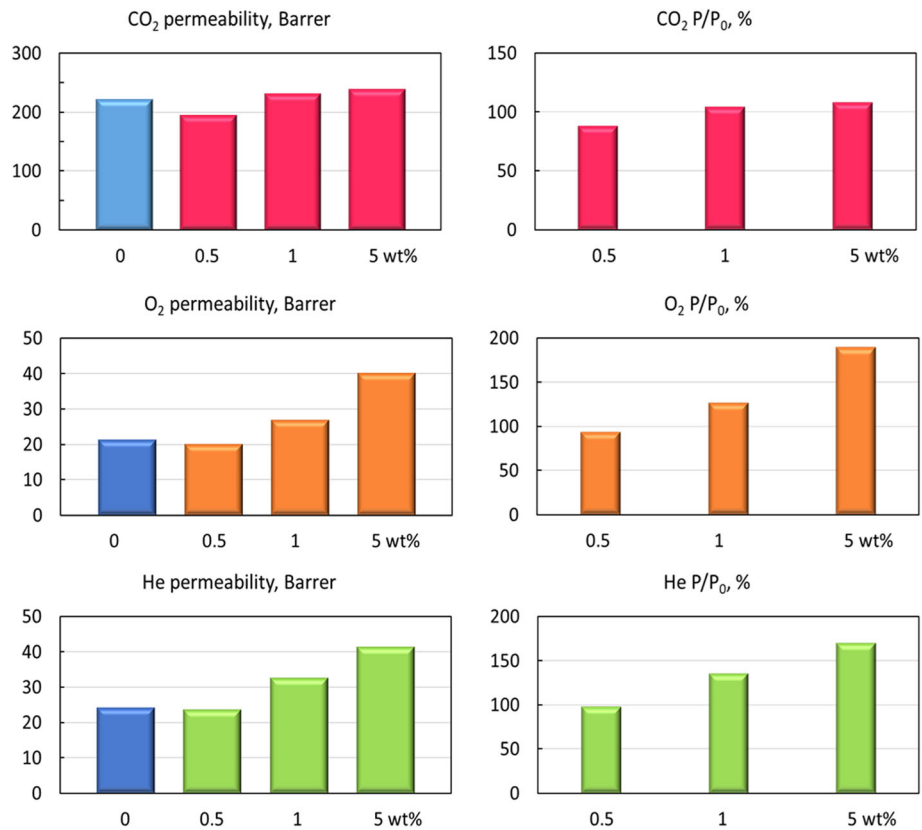 CO₂ permeability, Barrer
300
200
100
0
0 0.5 1 5 wt%
CO₂ P/P₀, %
150
100
50
0
0.5 1 5 wt%
O₂ permeability, Barrer
50
40
30
20
10
0
0 0.5 1 5 wt%
O₂ P/P₀, %
200
150
100
50
0
0.5 1 5 wt%
He permeability, Barrer
50
40
30
20
10
0
0 0.5 1 5 wt%
He P/P₀, %
200
150
100
50
0
0.5 1 5 wt%